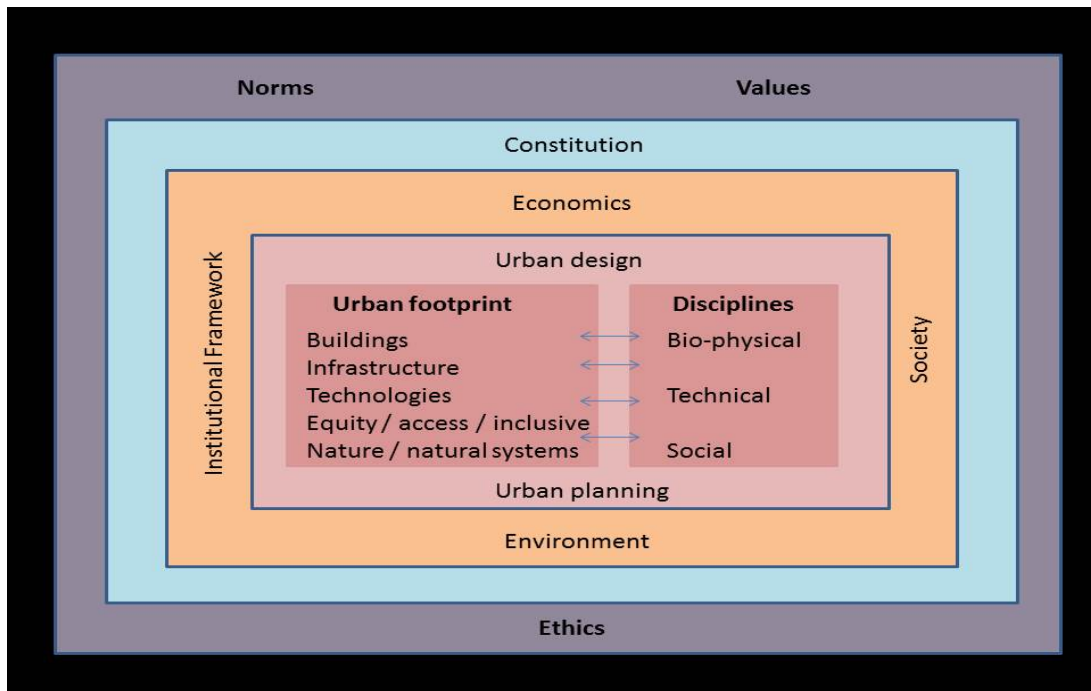 Norms
Values
Constitution
Economics
Institutional Framework
Society
Urban design
Urban footprint
Buildings
Infrastructure
Technologies
Equity / access / inclusive
Nature / natural systems
Disciplines
Bio-physical
Technical
Social
Urban planning
Environment
Ethics